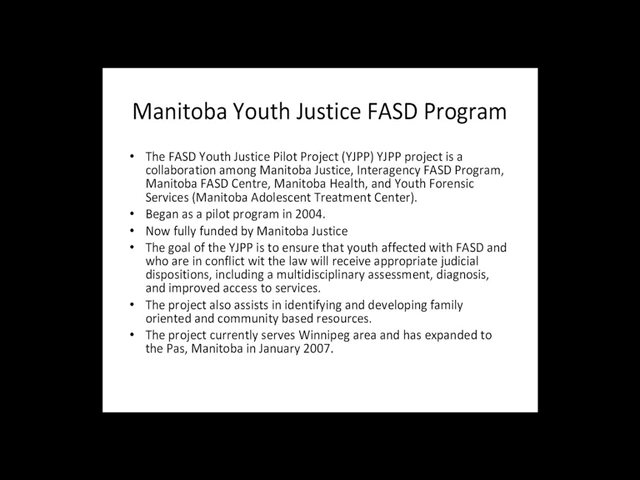 Manitoba Youth Justice FASD Program
• The FASD Youth Justice Pilot Project (YJPP) YJPP project is a
collaboration among Manitoba Justice, Interagency FASD Program,
Manitoba FASD Centre, Manitoba Health, and Youth Forensic
Services (Manitoba Adolescent Treatment Center).
• Began as a pilot program in 2004.
• Now fully funded by Manitoba Justice
• The goal of the YJPP is to ensure that youth affected with FASD and
who are in conflict wit the law will receive appropriate judicial
dispositions, including a multidisciplinary assessment, diagnosis,
and improved access to services.
• The project also assists in identifying and developing family
oriented and community based resources.
• The project currently serves Winnipeg area and has expanded to
the Pas, Manitoba in January 2007.